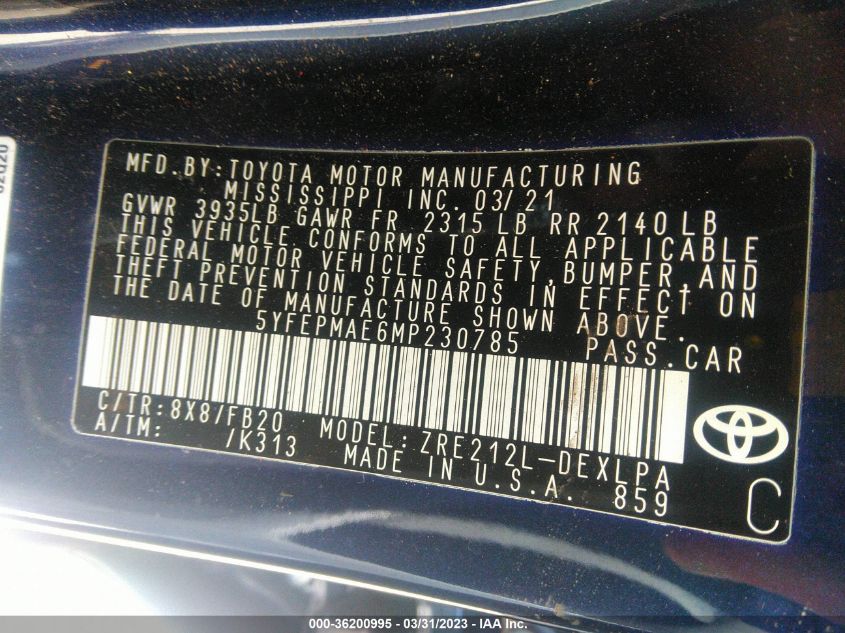 MFD.BY:TOYOTA MOTOR MANUFACTURING
MISSISSIPPI INC. 03/21
GVWR 3935LB GAWR FR 2315 LB RR 2140 LB
THIS VEHICLE CONFORMS TO ALL APPLICABLE
FEDERAL MOTOR VEHICLE SAFETY,BUMPER,AND
THEFT PREVENTION STANDARDS IN EFFECT ON
THE DATE OF MANUFACTURE SHOWN ABOVE.
5YFEPMAE6MP230785 PASS.CAR
C/TR:8X8/FB20 MODEL: ZRE212L-DEXLPA
A/TM: /K313 MADE IN U.S.A. 859
C
000-36200995 - 03/31/2023 - IAA Inc.